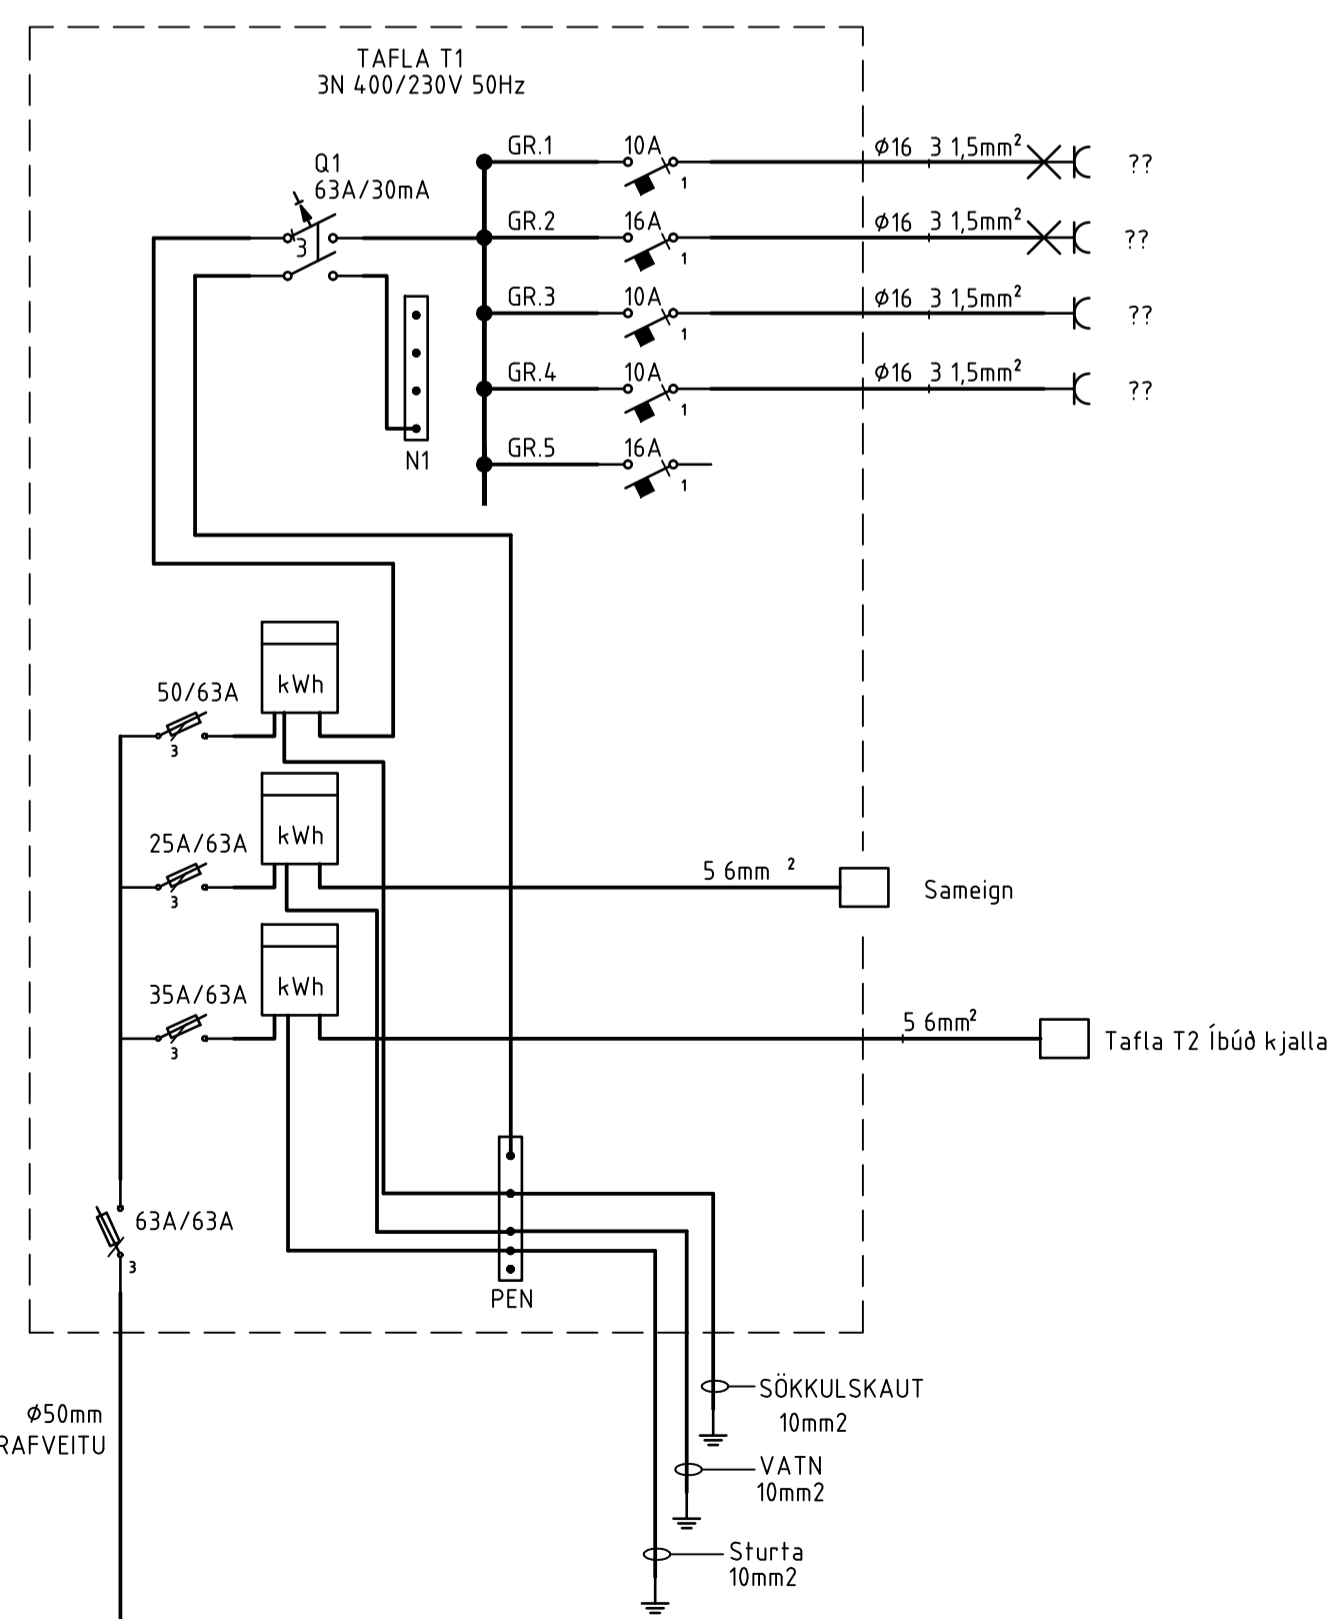 TAFLA T1
3N 400/230V 50Hz
Q1
63A/30mA
3
GR.1 10A 1 Ø16 3 1,5mm² ??
GR.2 16A 1 Ø16 3 1,5mm² ??
GR.3 10A 1 Ø16 3 1,5mm² ??
GR.4 10A 1 Ø16 3 1,5mm² ??
GR.5 16A 1
N1
50/63A
3
kWh
25A/63A
3
kWh
5 6mm ²
Sameign
35A/63A
3
kWh
5 6mm²
Tafla T2 Íbúð kjalla
63A/63A
3
PEN
Ø50mm
RAFVEITU
SÖKKULSKAUT
10mm2
VATN
10mm2
Sturta
10mm2